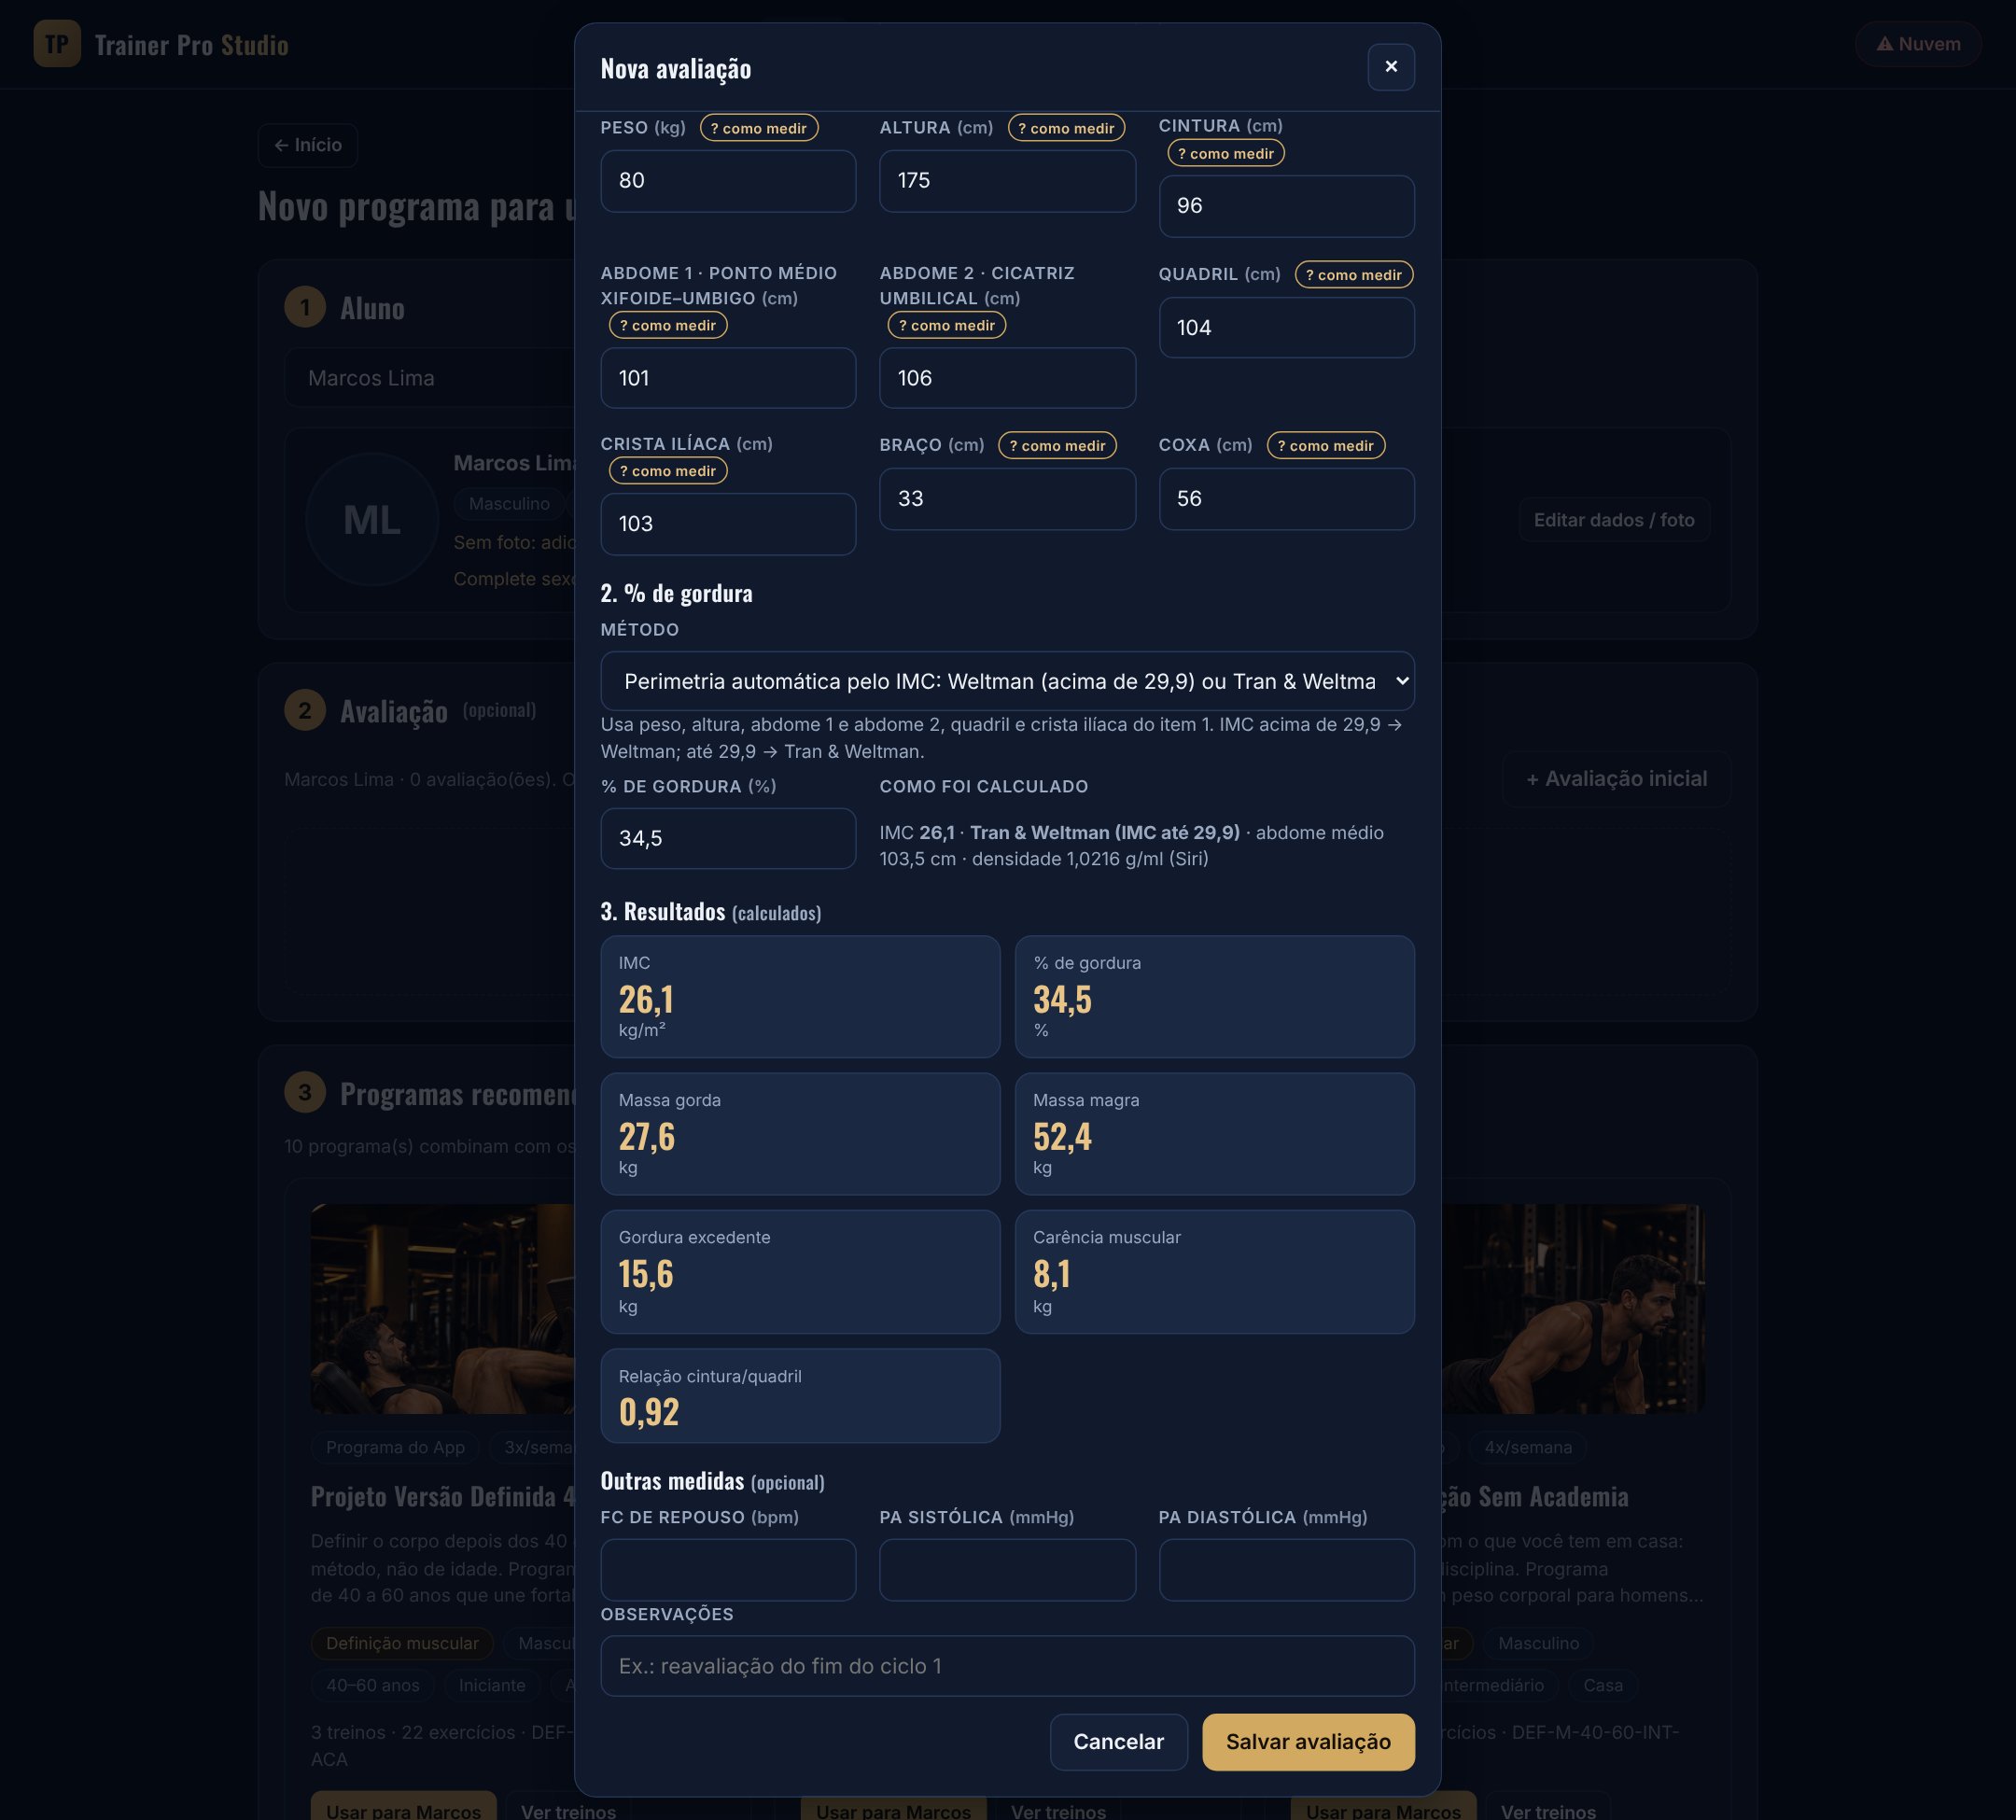 TP Trainer Pro Studio
Nuvem
← Início
Novo programa para u
1 Aluno
Marcos Lima
ML
Marcos Lima
Masculino
Sem foto: adic
Complete sexo
Editar dados / foto
2 Avaliação (opcional)
Marcos Lima · 0 avaliação(ões). O
+ Avaliação inicial
3 Programas recomen
10 programa(s) combinam com os
Programa do App 3x/sema
Projeto Versão Definida 4
Definir o corpo depois dos 40
método, não de idade. Program
de 40 a 60 anos que une fortal
Definição muscular Mascul
40–60 anos Iniciante A
3 treinos · 22 exercícios · DEF-
ACA
Usar para Marcos Ver treinos
Usar para Marcos Ver treinos
4x/semana
ção Sem Academia
om o que você tem em casa:
disciplina. Programa
peso corporal para homens...
ar Masculino
ntermediário Casa
rcícios · DEF-M-40-60-INT-
Usar para Marcos Ver treinos
Nova avaliação
×
PESO (kg) ? como medir
80
ALTURA (cm) ? como medir
175
CINTURA (cm)
? como medir
96
ABDOME 1 · PONTO MÉDIO
XIFOIDE–UMBIGO (cm)
? como medir
101
ABDOME 2 · CICATRIZ
UMBILICAL (cm)
? como medir
106
QUADRIL (cm) ? como medir
104
CRISTA ILÍACA (cm)
? como medir
103
BRAÇO (cm) ? como medir
33
COXA (cm) ? como medir
56
2. % de gordura
MÉTODO
Perimetria automática pelo IMC: Weltman (acima de 29,9) ou Tran & Weltma
Usa peso, altura, abdome 1 e abdome 2, quadril e crista ilíaca do item 1. IMC acima de 29,9 →
Weltman; até 29,9 → Tran & Weltman.
% DE GORDURA (%)
34,5
COMO FOI CALCULADO
IMC 26,1 · Tran & Weltman (IMC até 29,9) · abdome médio
103,5 cm · densidade 1,0216 g/ml (Siri)
3. Resultados (calculados)
IMC
26,1
kg/m²
% de gordura
34,5
%
Massa gorda
27,6
kg
Massa magra
52,4
kg
Gordura excedente
15,6
kg
Carência muscular
8,1
kg
Relação cintura/quadril
0,92
Outras medidas (opcional)
FC DE REPOUSO (bpm)
PA SISTÓLICA (mmHg)
PA DIASTÓLICA (mmHg)
OBSERVAÇÕES
Ex.: reavaliação do fim do ciclo 1
Cancelar
Salvar avaliação